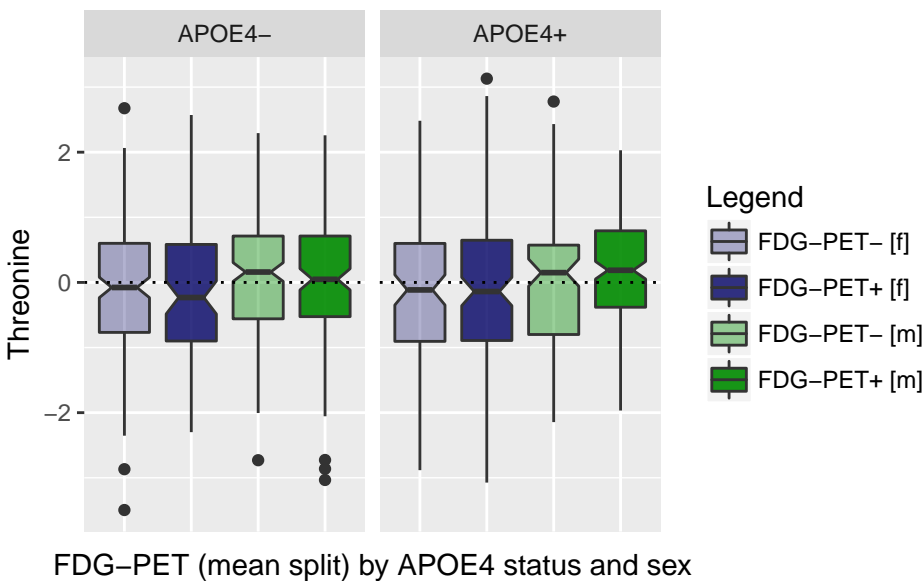 APOE4− APOE4+
2
0
−2
Threonine
Legend
FDG−PET− [f]
FDG−PET+ [f]
FDG−PET− [m]
FDG−PET+ [m]
FDG−PET (mean split) by APOE4 status and sex